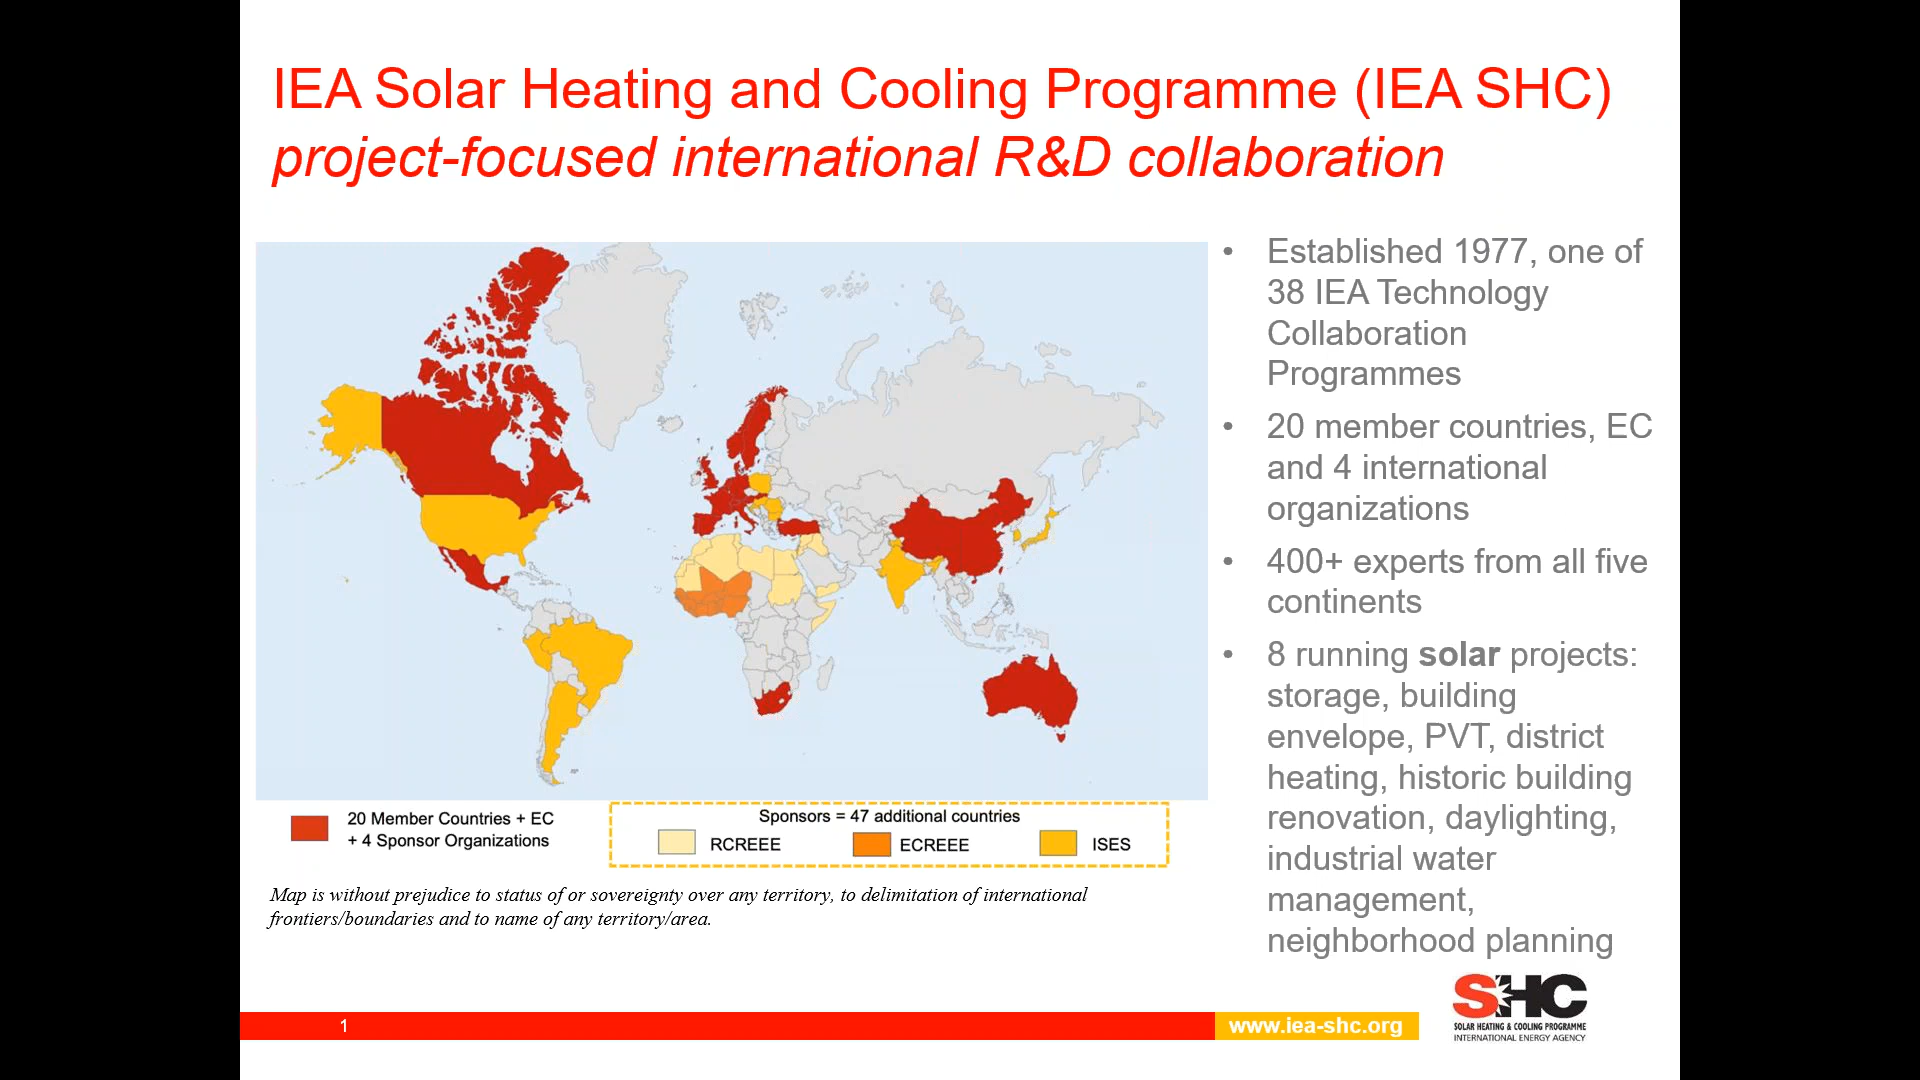 IEA Solar Heating and Cooling Programme (IEA SHC)
project-focused international R&D collaboration
• Established 1977, one of
38 IEA Technology
Collaboration
Programmes
• 20 member countries, EC
and 4 international
organizations
• 400+ experts from all five
continents
• 8 running solar projects:
storage, building
envelope, PVT, district
heating, historic building
renovation, daylighting,
industrial water
management,
neighborhood planning
20 Member Countries + EC
+ 4 Sponsor Organizations
Sponsors = 47 additional countries
RCREEE
ECREEE
ISES
Map is without prejudice to status of or sovereignty over any territory, to delimitation of international
frontiers/boundaries and to name of any territory/area.
1
www.iea-shc.org
SHC
SOLAR HEATING & COOLING PROGRAMME
INTERNATIONAL ENERGY AGENCY